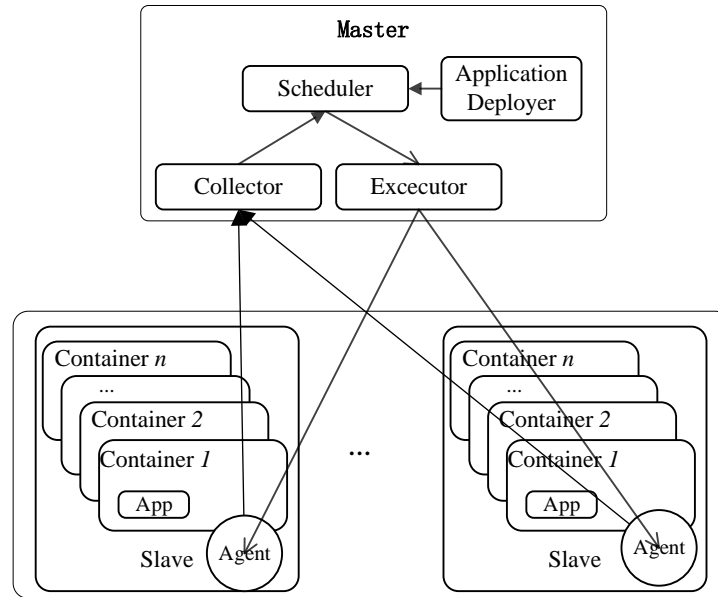 Master
Scheduler
Application
Deployer
Collector
Excecutor
Container n
...
Container 2
Container 1
App
Slave
Agent
...
Container n
...
Container 2
Container 1
App
Slave
Agent